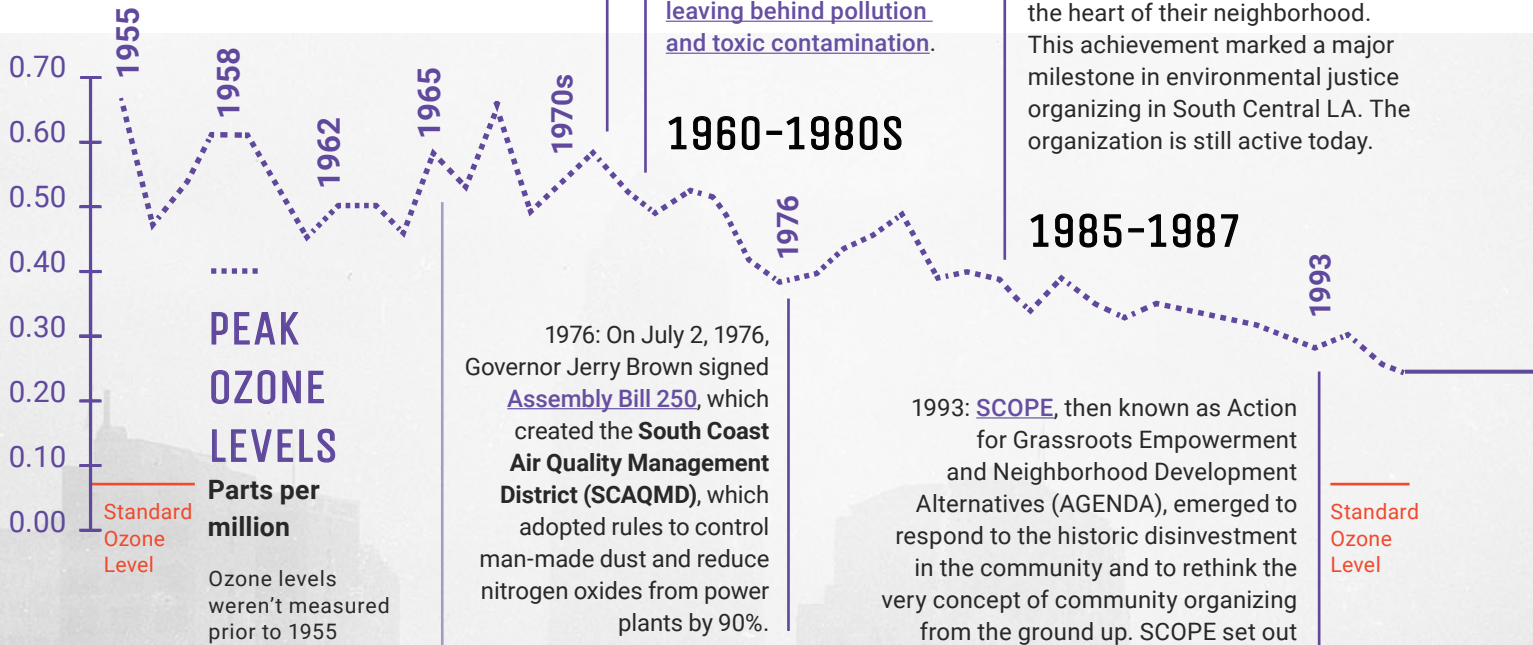 leaving behind pollution
and toxic contamination.
the heart of their neighborhood.
This achievement marked a major
milestone in environmental justice
organizing in South Central LA. The
organization is still active today.
1960-1980S
1985-1987
1955
1958
1962
1965
1970s
1976
1993
0.70
0.60
0.50
0.40
0.30
0.20
0.10
0.00
Standard
Ozone
Level
PEAK
OZONE
LEVELS
Parts per
million
Ozone levels
weren't measured
prior to 1955
1976: On July 2, 1976,
Governor Jerry Brown signed
Assembly Bill 250, which
created the South Coast
Air Quality Management
District (SCAQMD), which
adopted rules to control
man-made dust and reduce
nitrogen oxides from power
plants by 90%.
1993: SCOPE, then known as Action
for Grassroots Empowerment
and Neighborhood Development
Alternatives (AGENDA), emerged to
respond to the historic disinvestment
in the community and to rethink the
very concept of community organizing
from the ground up. SCOPE set out
Standard
Ozone
Level